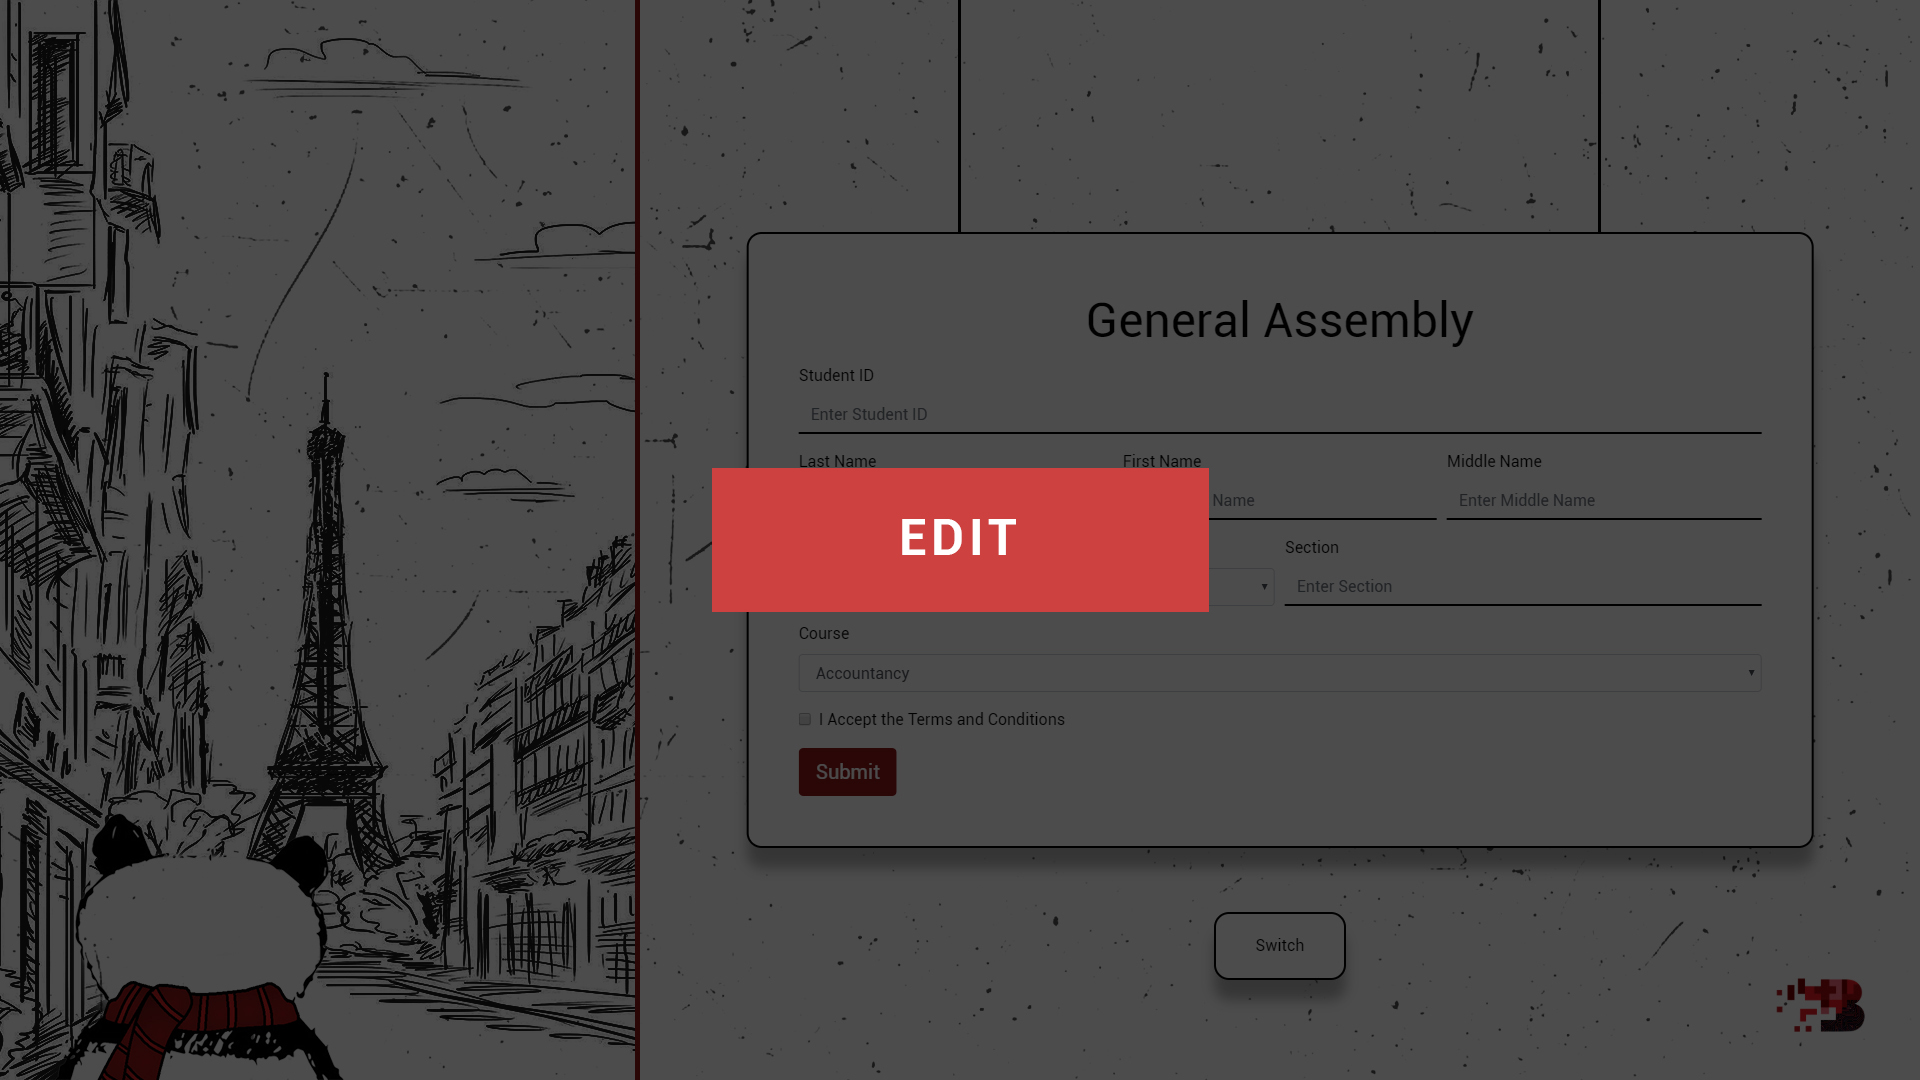 General Assembly
Student ID
Enter Student ID
Last Name First Name Middle Name
Name Enter Middle Name
EDIT
Section
Enter Section
Course
Accountancy
I Accept the Terms and Conditions
Submit
Switch
B